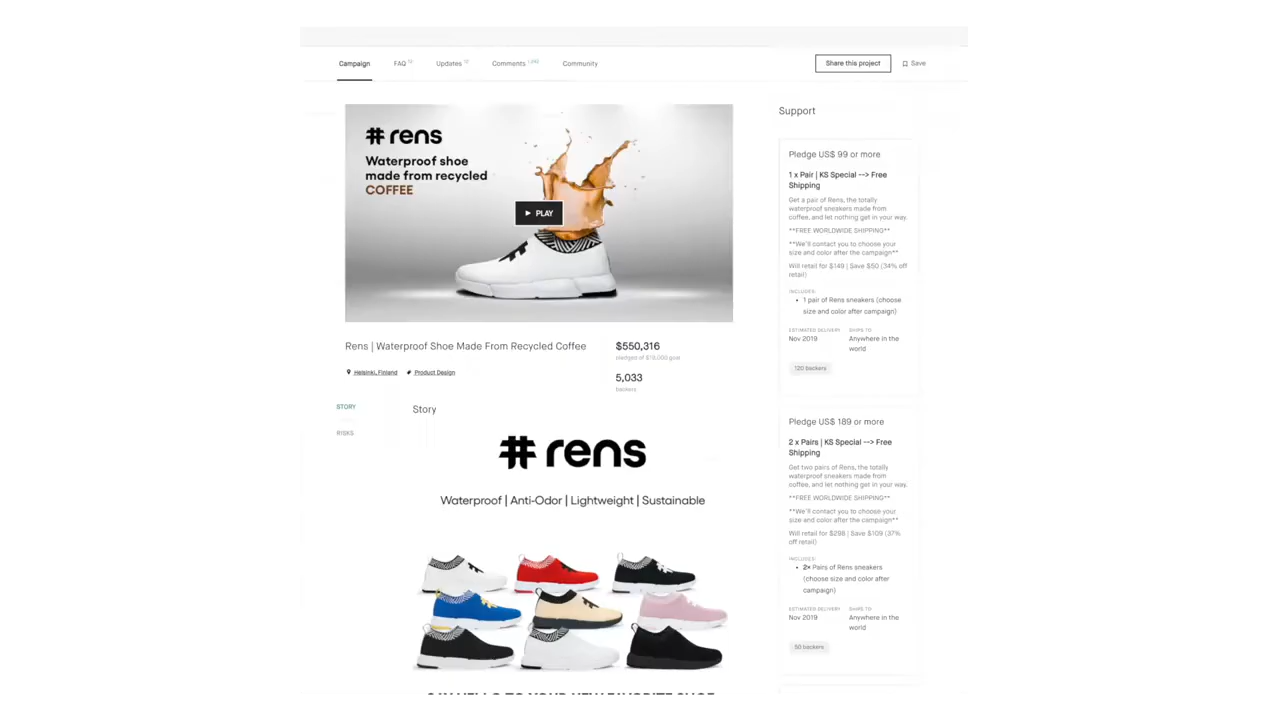 Campaign
FAQ
Updates
Comments
Community
Share this project
Save
rens
Waterproof shoe
made from recycled
COFFEE
PLAY
Rens | Waterproof Shoe Made From Recycled Coffee
Helsinki, Finland
Product Design
$550,316
5,033
backers
STORY
RISKS
Story
rens
Waterproof | Anti-Odor | Lightweight | Sustainable
Support
Pledge US$ 99 or more
1 x Pair | KS Special --> Free
Shipping
Get a pair of Rens, the totally
waterproof sneakers made from
coffee, and let nothing get in your way.
**FREE WORLDWIDE SHIPPING**
**We'll contact you to choose your
size and color after the campaign**
Will retail for $149 | Save $50 (34% off
retail)
INCLUDES:
• 1 pair of Rens sneakers (choose
size and color after campaign)
ESTIMATED DELIVERY
Nov 2019
SHIPS TO
Anywhere in the
world
120 backers
Pledge US$ 189 or more
2 x Pairs | KS Special --> Free
Shipping
Get two pairs of Rens, the totally
waterproof sneakers made from
coffee, and let nothing get in your way.
**FREE WORLDWIDE SHIPPING**
**We'll contact you to choose your
size and color after the campaign**
Will retail for $298 | Save $109 (37%
off retail)
INCLUDES:
• 2× Pairs of Rens sneakers
(choose size and color after
campaign)
ESTIMATED DELIVERY
Nov 2019
SHIPS TO
Anywhere in the
world
50 backers